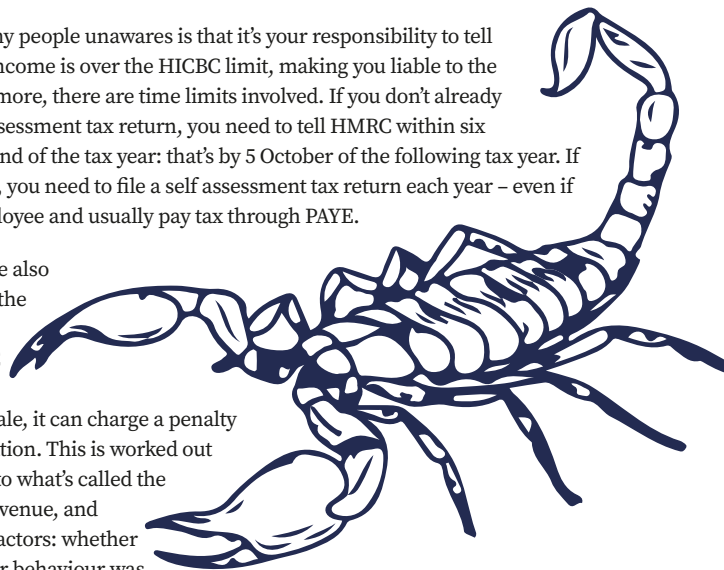 ny people unawares is that it’s your responsibility to tell
ncome is over the HICBC limit, making you liable to the
more, there are time limits involved. If you don’t already
sessment tax return, you need to tell HMRC within six
nd of the tax year: that’s by 5 October of the following tax year. If
, you need to file a self assessment tax return each year – even if
loyee and usually pay tax through PAYE.
e also
the
ale, it can charge a penalty
tion. This is worked out
to what’s called the
venue, and
actors: whether
r behaviour was